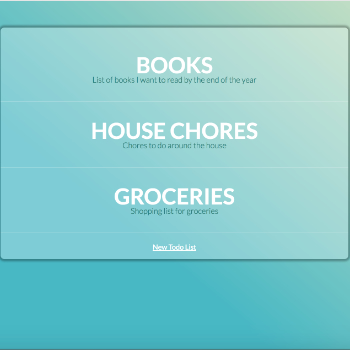 BOOKS
List of books I want to read by the end of the year
HOUSE CHORES
Chores to do around the house
GROCERIES
Shopping list for groceries
New Todo List